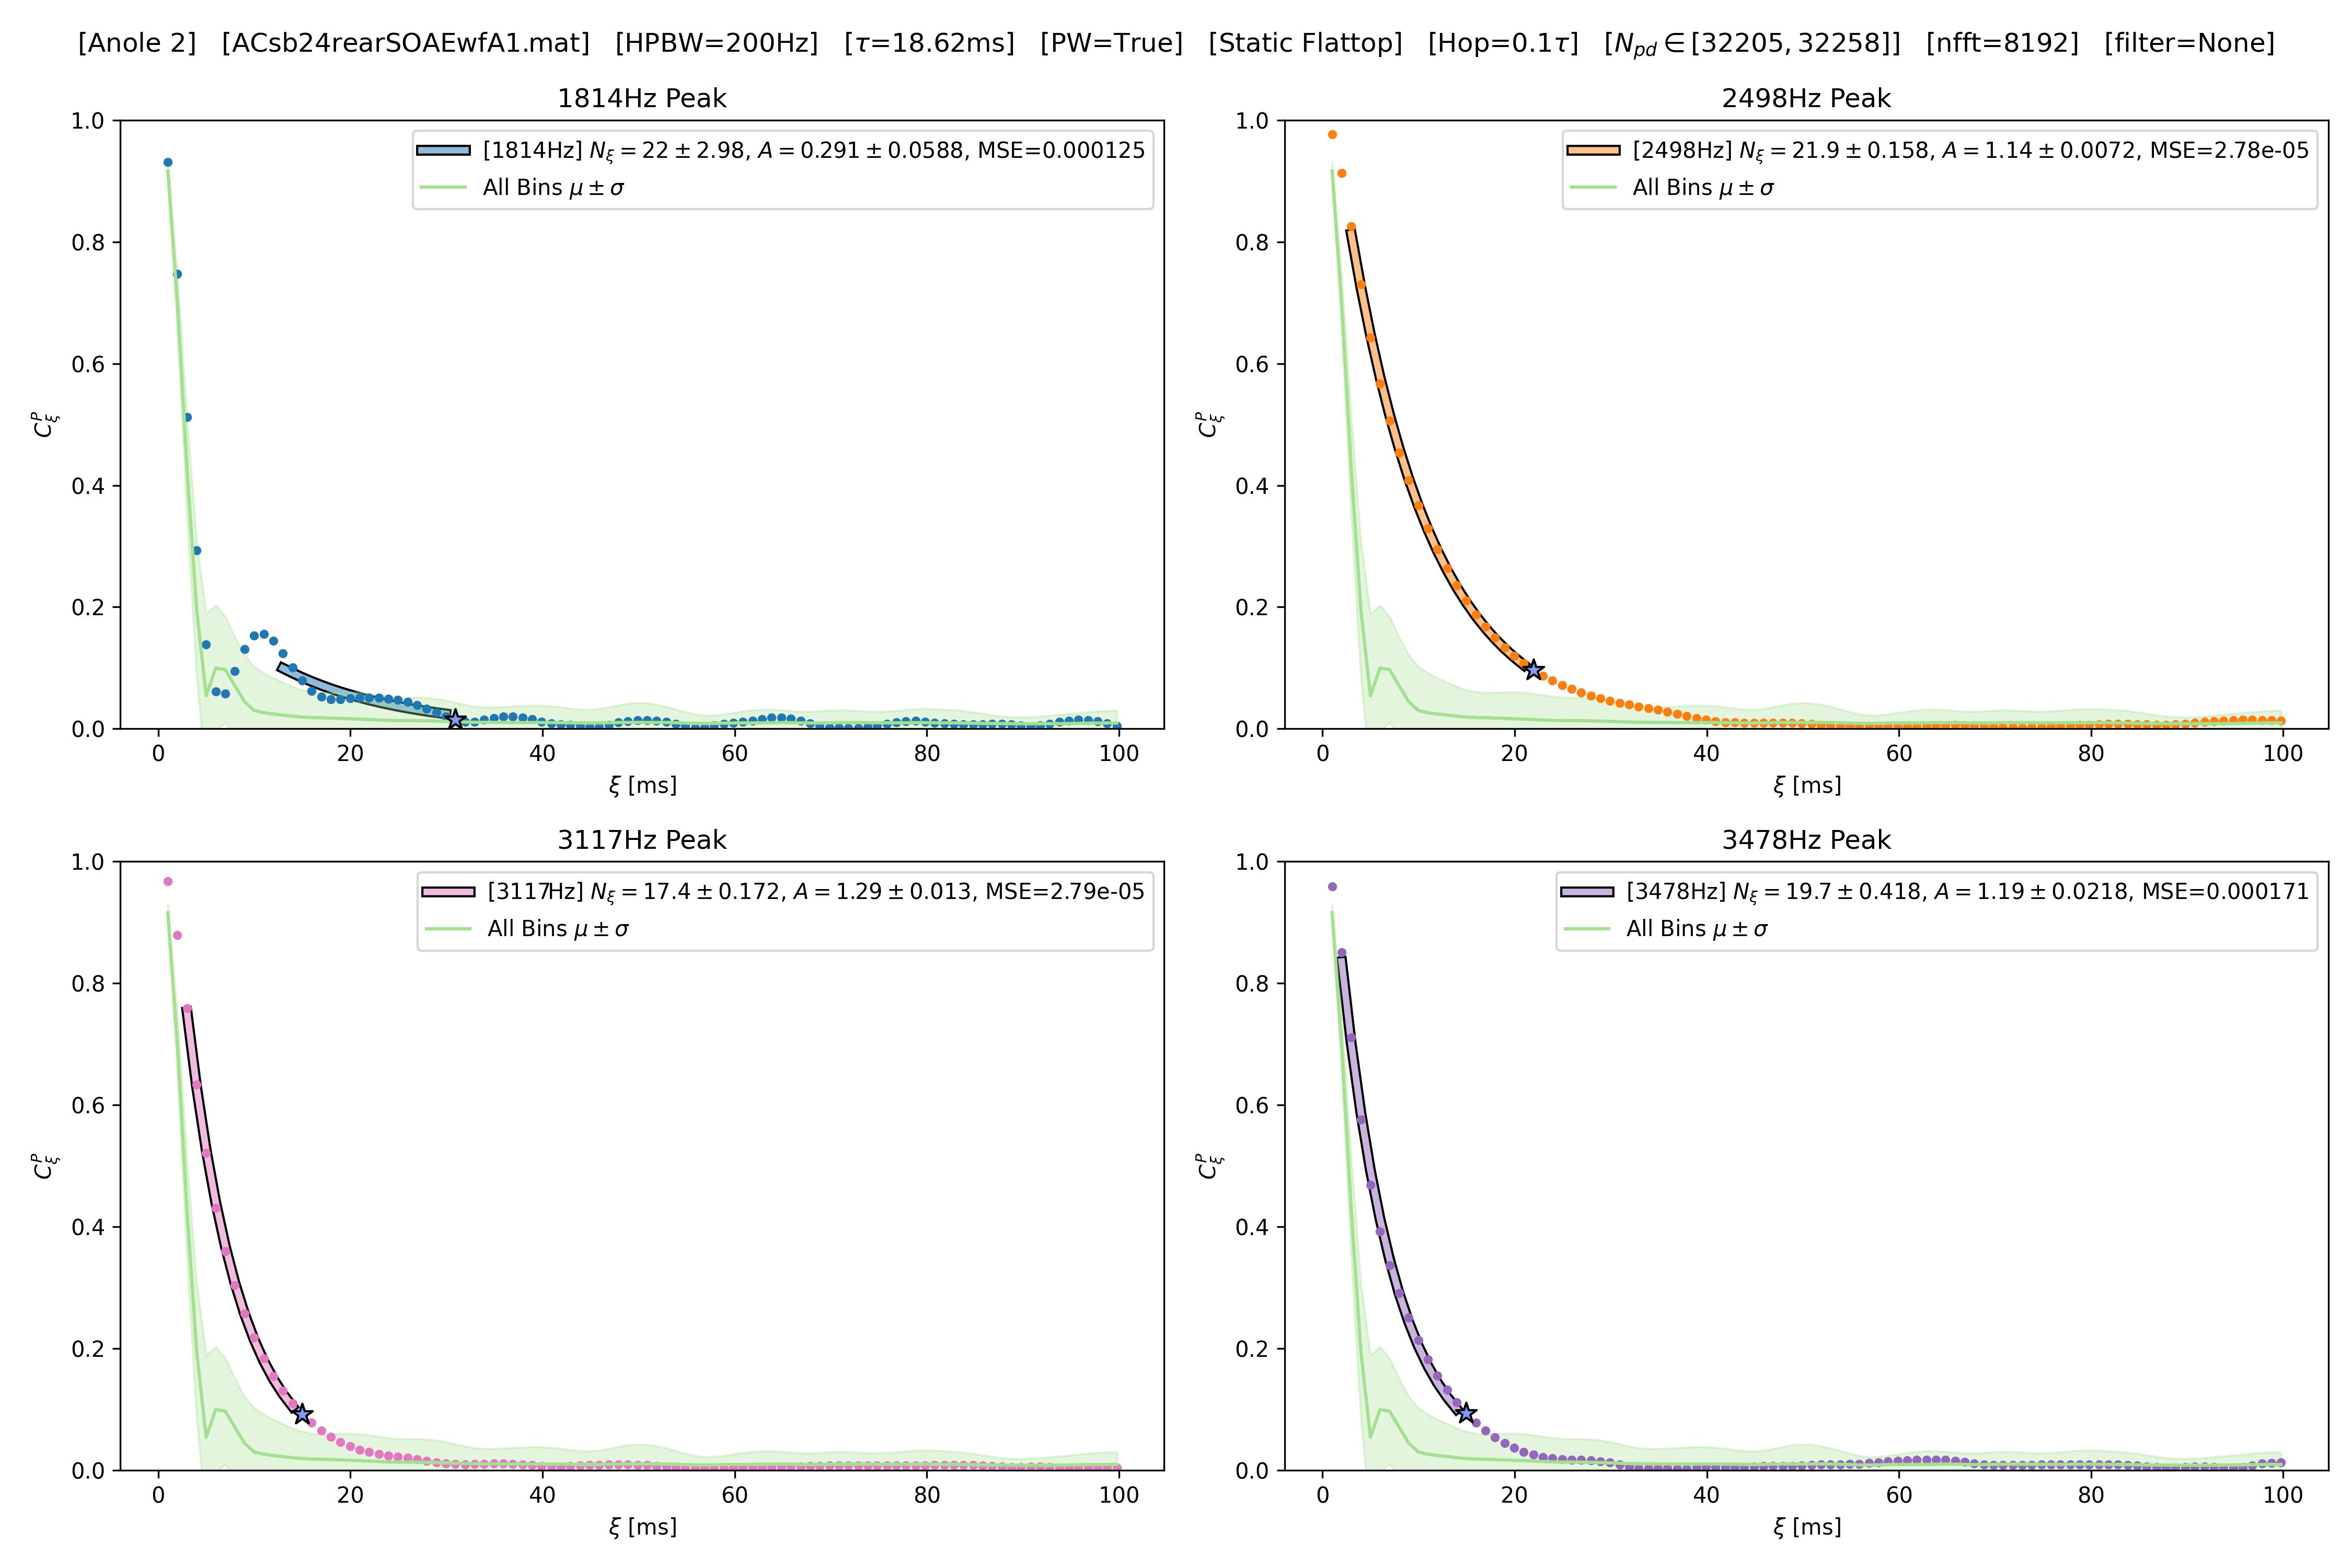 [Anole 2] [ACsb24rearSOAEwfA1.mat] [HPBW=200Hz] [τ=18.62ms] [PW=True] [Static Flattop] [Hop=0.1τ] [N_pd ∈ [32205, 32258]] [nfft=8192] [filter=None]
1814Hz Peak
[1814Hz] N_ξ = 22 ± 2.98, A = 0.291 ± 0.0588, MSE=0.000125
All Bins μ ± σ
1.0
0.8
0.6
0.4
0.2
0.0
C_ξ^P
0 20 40 60 80 100
ξ [ms]
2498Hz Peak
[2498Hz] N_ξ = 21.9 ± 0.158, A = 1.14 ± 0.0072, MSE=2.78e-05
All Bins μ ± σ
1.0
0.8
0.6
0.4
0.2
0.0
C_ξ^P
0 20 40 60 80 100
ξ [ms]
3117Hz Peak
[3117Hz] N_ξ = 17.4 ± 0.172, A = 1.29 ± 0.013, MSE=2.79e-05
All Bins μ ± σ
1.0
0.8
0.6
0.4
0.2
0.0
C_ξ^P
0 20 40 60 80 100
ξ [ms]
3478Hz Peak
[3478Hz] N_ξ = 19.7 ± 0.418, A = 1.19 ± 0.0218, MSE=0.000171
All Bins μ ± σ
1.0
0.8
0.6
0.4
0.2
0.0
C_ξ^P
0 20 40 60 80 100
ξ [ms]